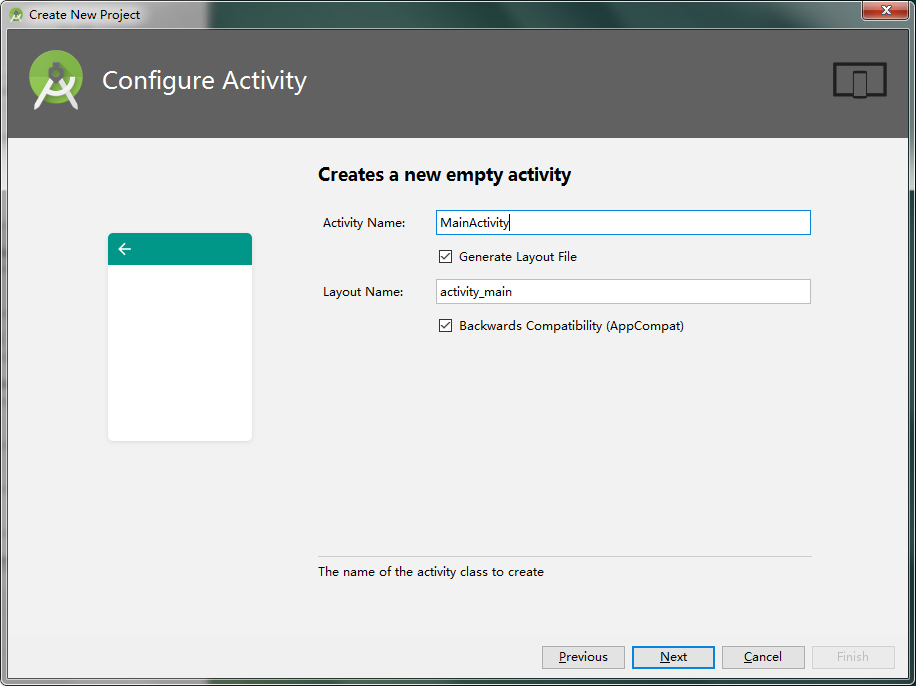 Create New Project
Configure Activity
Creates a new empty activity
Activity Name: MainActivity
Generate Layout File
Layout Name: activity_main
Backwards Compatibility (AppCompat)
The name of the activity class to create
Previous Next Cancel Finish